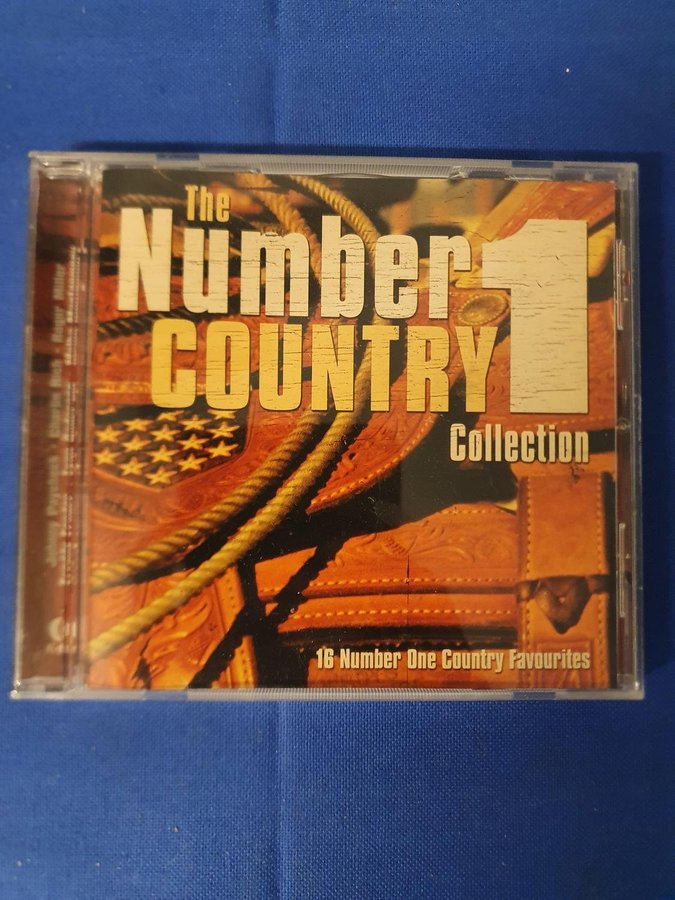 The
Number 1
COUNTRY
Collection
16 Number One Country Favourites